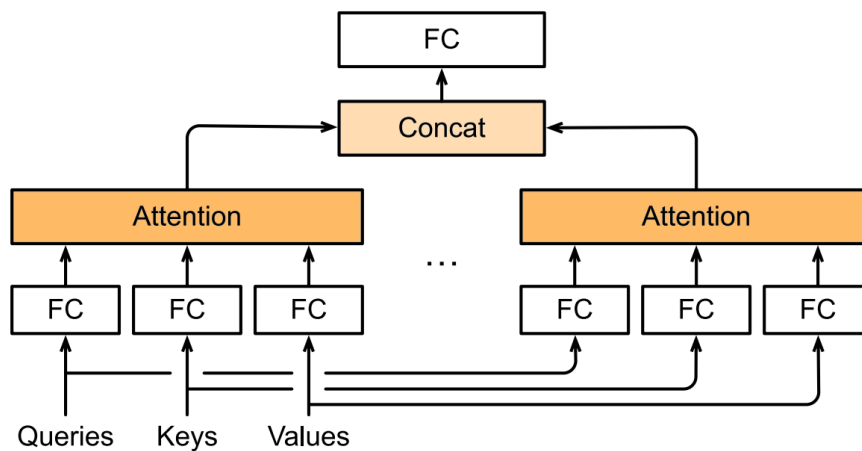 FC
Concat
Attention Attention
...
FC FC FC FC FC FC
Queries Keys Values